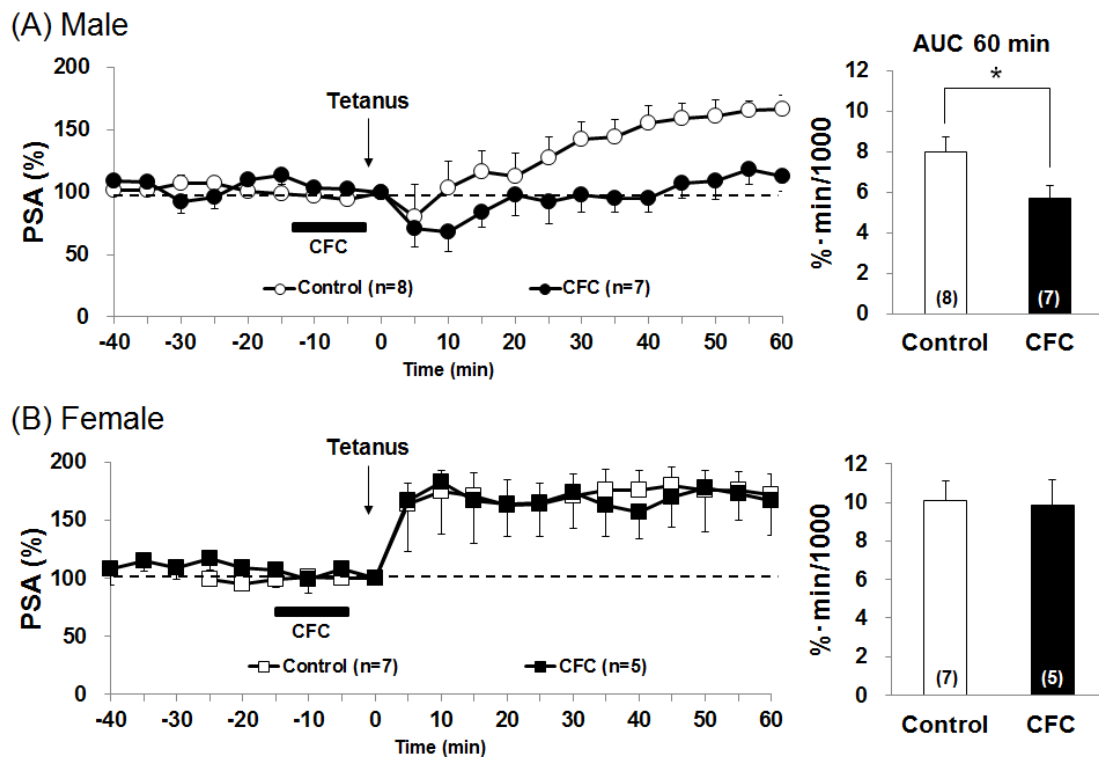 (A) Male
AUC 60 min
PSA (%)
200
150
100
50
0
Tetanus
CFC
Control (n=8)
CFC (n=7)
-40 -30 -20 -10 0 10 20 30 40 50 60
Time (min)
%·min/1000
12
10
8
6
4
2
0
*
(8) (7)
Control CFC
(B) Female
PSA (%)
200
150
100
50
0
Tetanus
CFC
Control (n=7)
CFC (n=5)
-40 -30 -20 -10 0 10 20 30 40 50 60
Time (min)
%·min/1000
12
10
8
6
4
2
0
(7) (5)
Control CFC